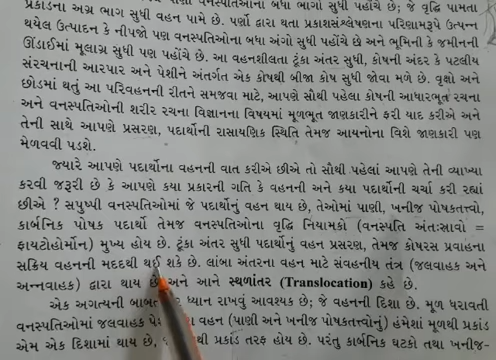 પ્રકાંડના અગ્ર ભાગ સુધી વહન પામે છે. પર્ણો દ્વારા થતા પ્રકાશસંશ્લેષણના પરિણામરૂપે ઉત્પન્ન
થયેલ ઉત્પાદન કે નીપજો પણ વનસ્પતિઓના બધા અંગો સુધી પહોંચે છે અને ભૂમિની કે જમીનની
ઊંડાઈમાં મૂલાગ્ર સુધી પણ પહોંચે છે. આ વહનશીલતા ટૂંકા અંતર સુધી, કોષની અંદર કે પટલીય
સંરચનાની આરપાર અને પેશીને અંતર્ગત એક કોષથી બીજા કોષ સુધી જોવા મળે છે. વૃક્ષો અને
છોડમાં થતું આ પરિવહનની રીતને સમજવા માટે, આપણે સૌથી પહેલા કોષની આધારભૂત રચના
અને વનસ્પતિઓની શરીર રચના વિજ્ઞાનના વિષયમાં મૂળભૂત જાણકારીને ફરી યાદ કરીએ અને
તેની સાથે આપણે પ્રસરણ, પદાર્થોની રાસાયણિક સ્થિતિ તેમજ આયનોના વિશે જાણકારી પણ
મેળવવી પડશે.
જ્યારે આપણે પદાર્થોના વહનની વાત કરીએ છીએ તો સૌથી પહેલાં આપણે તેની વ્યાખ્યા
કરવી જરૂરી છે કે આપણે કયા પ્રકારની ગતિ કે વહનની અને કયા પદાર્થોની ચર્ચા કરી રહ્યાં
છીએ ? સપુષ્પી વનસ્પતિઓમાં જે પદાર્થોનું વહન થાય છે, તેઓમાં પાણી, ખનીજ પોષકતત્ત્વો,
કાર્બનિક પોષક પદાર્થો તેમજ વનસ્પતિઓના વૃદ્ધિ નિયામકો (વનસ્પતિ અંતઃસ્રાવો =
ફાયટોહોર્મોન) મુખ્ય હોય છે. ટૂંકા અંતર સુધી પદાર્થોનું વહન પ્રસરણ, તેમજ કોષરસ પ્રવાહના
સક્રિય વહનની મદદથી થઈ શકે છે. લાંબા અંતરના વહન માટે સંવહનીય તંત્ર (જલવાહક અને
અન્નવાહક) દ્વારા થાય છે અને આને સ્થળાંતર (Translocation) કહે છે.
એક અગત્યની બાબત ધ્યાન રાખવું આવશ્યક છે; જે વહનની દિશા છે. મૂળ ધરાવતી
વનસ્પતિઓમાં જલવાહક વહન (પાણી અને ખનીજ પોષકતત્ત્વોનું) હંમેશાં મૂળથી પ્રકાંડ
એમ એક દિશામાં થાય છે, પ્રકાંડ તરફ હોય છે. પરંતુ કાર્બનિક ઘટકો તથા ખનીજ-